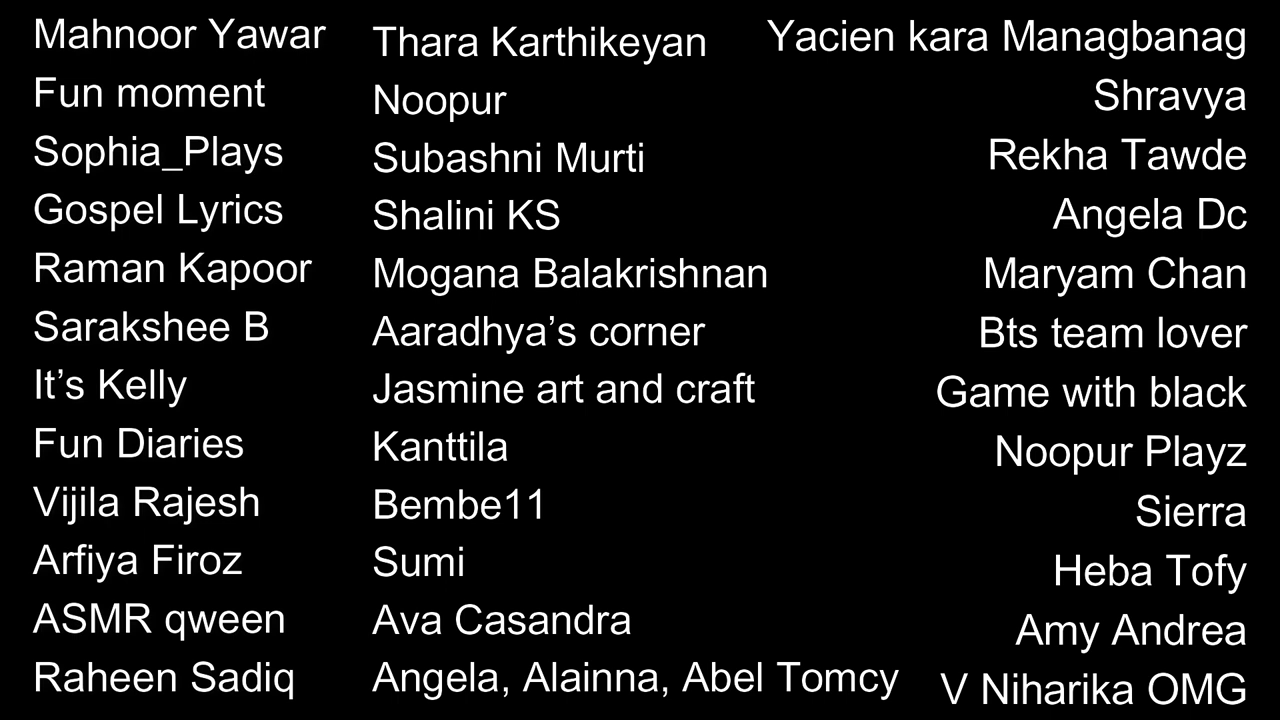 Mahnoor Yawar
Fun moment
Sophia_Plays
Gospel Lyrics
Raman Kapoor
Sarakshee B
It’s Kelly
Fun Diaries
Vijila Rajesh
Arfiya Firoz
ASMR qween
Raheen Sadiq
Thara Karthikeyan
Noopur
Subashni Murti
Shalini KS
Mogana Balakrishnan
Aaradhya’s corner
Jasmine art and craft
Kanttila
Bembe11
Sumi
Ava Casandra
Angela, Alainna, Abel Tomcy
Yacien kara Managbanag
Shravya
Rekha Tawde
Angela Dc
Maryam Chan
Bts team lover
Game with black
Noopur Playz
Sierra
Heba Tofy
Amy Andrea
V Niharika OMG